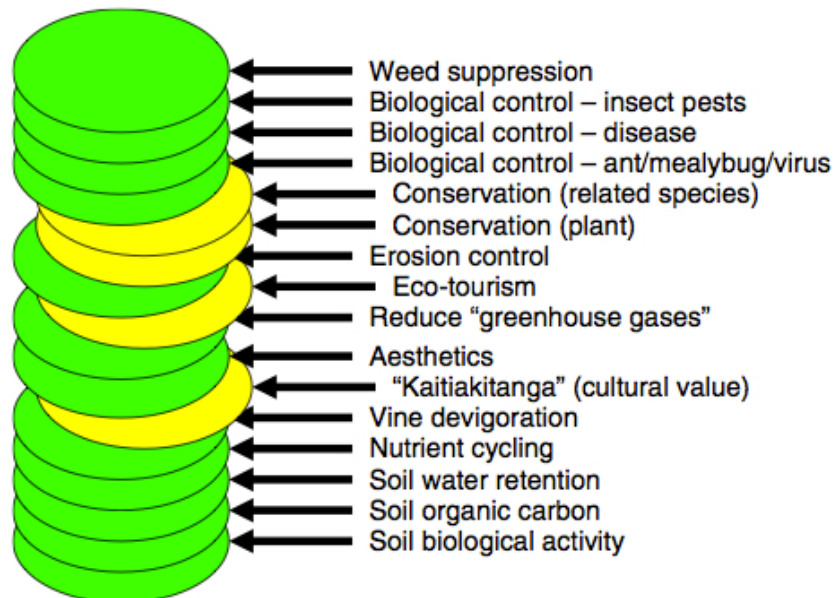 Weed suppression
Biological control – insect pests
Biological control – disease
Biological control – ant/mealybug/virus
Conservation (related species)
Conservation (plant)
Erosion control
Eco-tourism
Reduce “greenhouse gases”
Aesthetics
“Kaitiakitanga” (cultural value)
Vine devigoration
Nutrient cycling
Soil water retention
Soil organic carbon
Soil biological activity